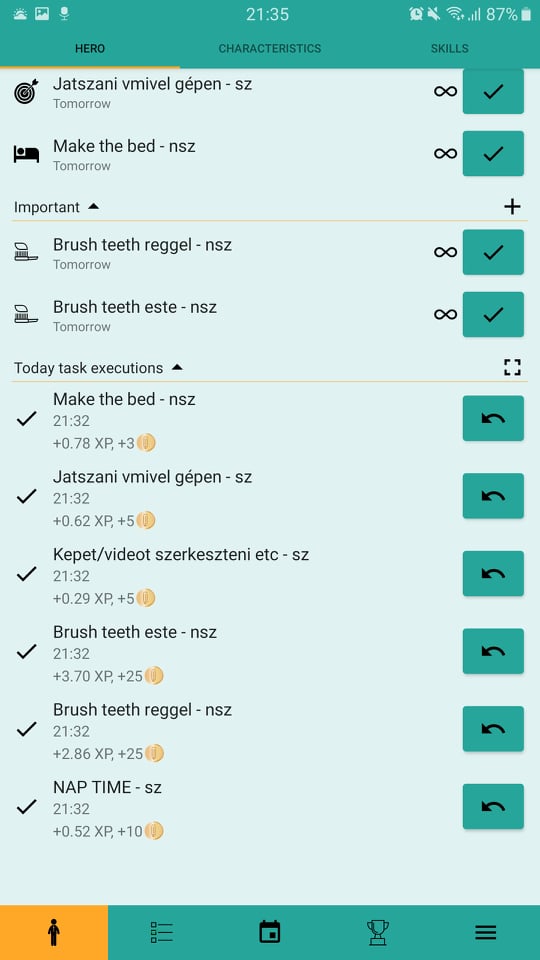 21:35
87%
HERO
CHARACTERISTICS
SKILLS
Jatszani vmivel gépen - sz
Tomorrow
Make the bed - nsz
Tomorrow
Important
Brush teeth reggel - nsz
Tomorrow
Brush teeth este - nsz
Tomorrow
Today task executions
Make the bed - nsz
21:32
+0.78 XP, +3
Jatszani vmivel gépen - sz
21:32
+0.62 XP, +5
Kepet/videot szerkeszteni etc - sz
21:32
+0.29 XP, +5
Brush teeth este - nsz
21:32
+3.70 XP, +25
Brush teeth reggel - nsz
21:32
+2.86 XP, +25
NAP TIME - sz
21:32
+0.52 XP, +10